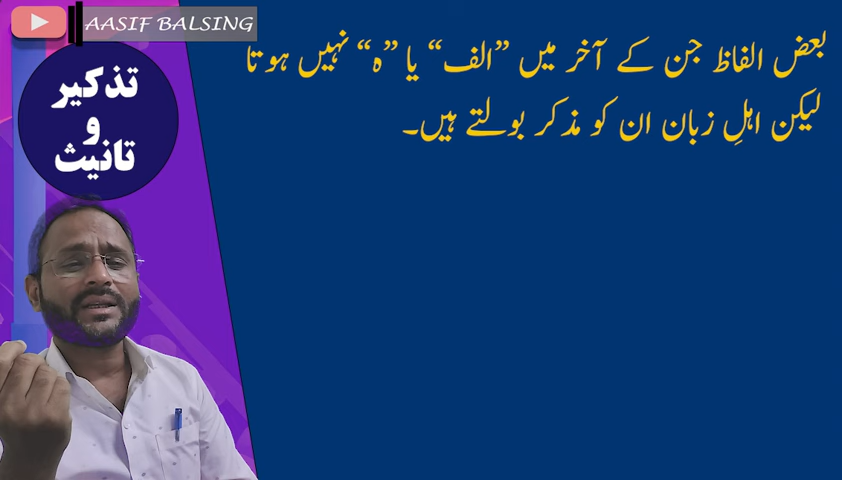 AASIF BALSING
تذکیر
و
تانیث
بعض الفاظ جن کے آخر میں ”الف“ یا ”ہ“ نہیں ہوتا
لیکن اہلِ زبان ان کو مذکر بولتے ہیں۔